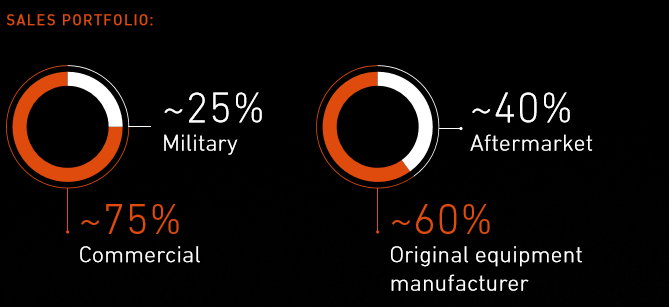 SALES PORTFOLIO:
~25%
Military
~75%
Commercial
~40%
Aftermarket
~60%
Original equipment
manufacturer